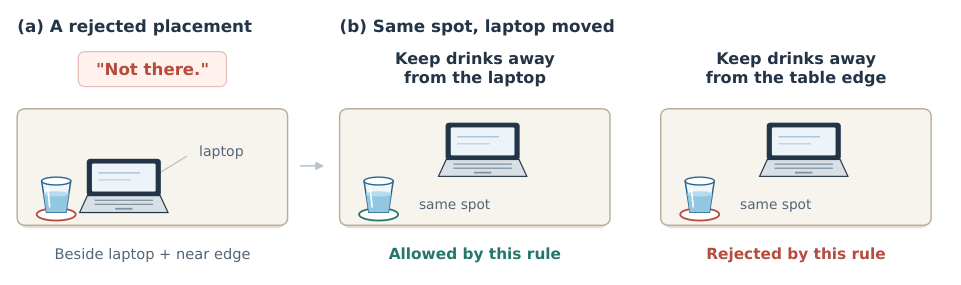 (a) A rejected placement
"Not there."
laptop
Beside laptop + near edge
(b) Same spot, laptop moved
Keep drinks away
from the laptop
same spot
Allowed by this rule
Keep drinks away
from the table edge
same spot
Rejected by this rule